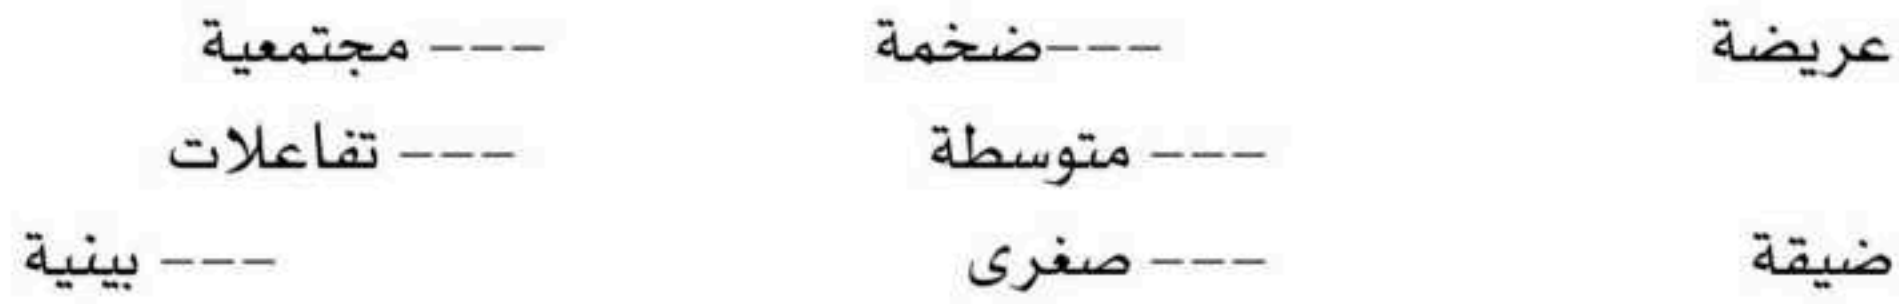 عريضة ---ضخمة --- مجتمعية
--- متوسطة --- تفاعلات
ضيقة --- صغرى --- بينية